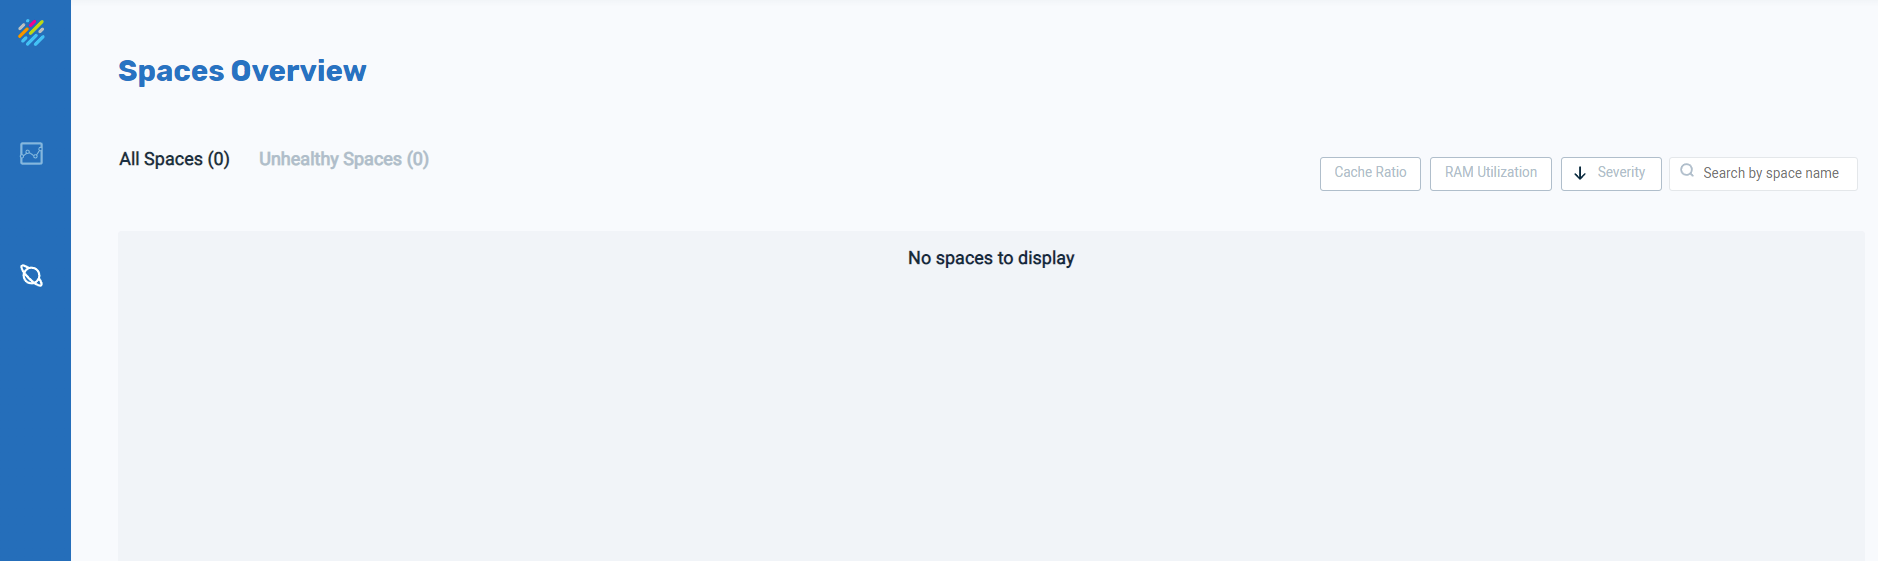 Spaces Overview
All Spaces (0) Unhealthy Spaces (0)
Cache Ratio RAM Utilization Severity Search by space name
No spaces to display